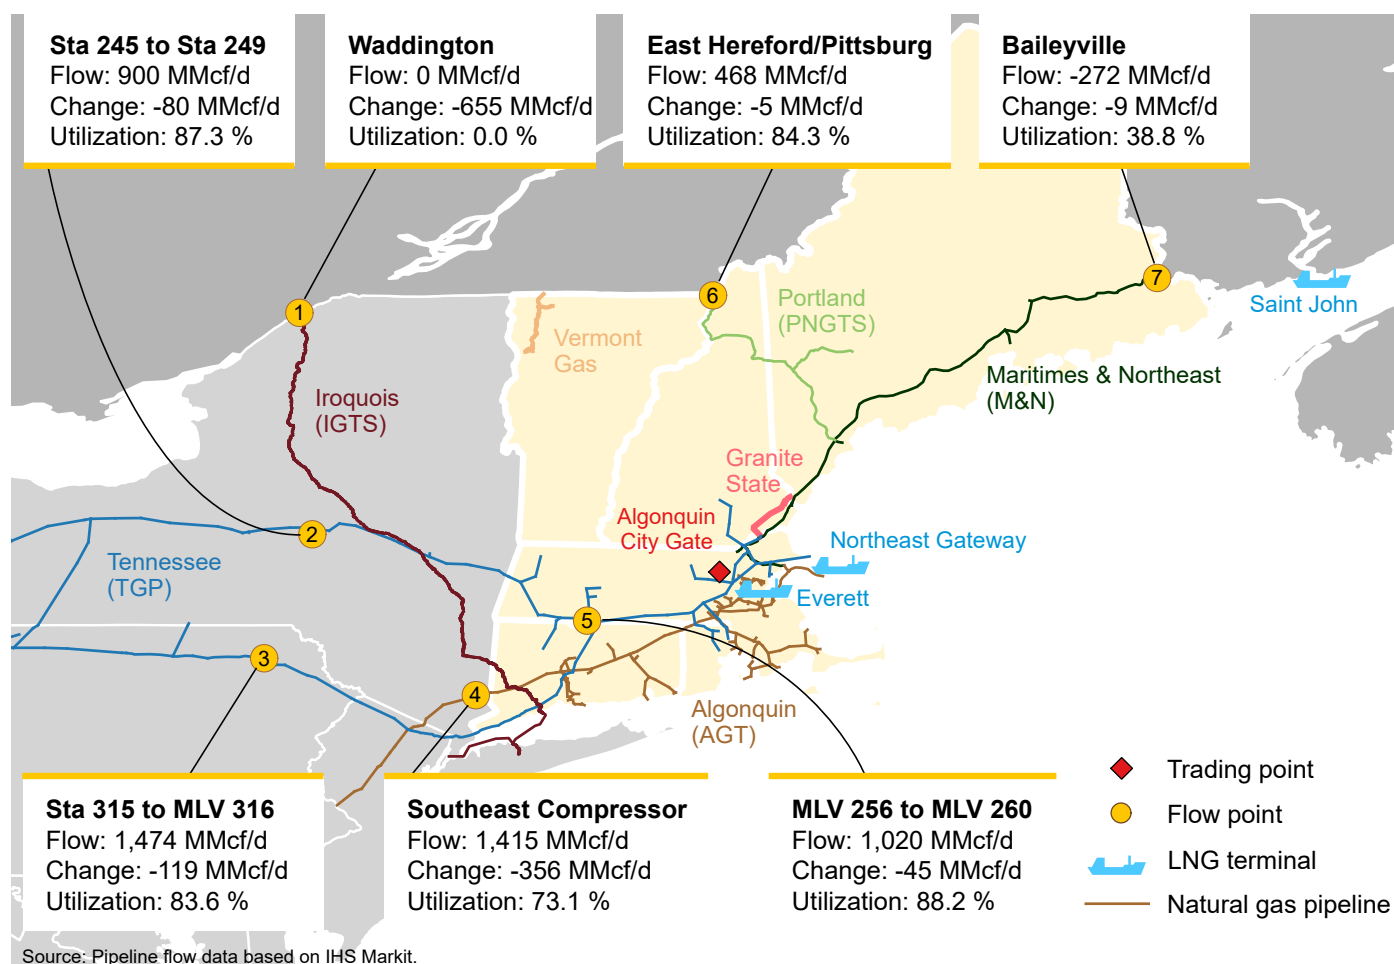 Sta 245 to Sta 249
Flow: 900 MMcf/d
Change: -80 MMcf/d
Utilization: 87.3 %
Waddington
Flow: 0 MMcf/d
Change: -655 MMcf/d
Utilization: 0.0 %
East Hereford/Pittsburg
Flow: 468 MMcf/d
Change: -5 MMcf/d
Utilization: 84.3 %
Baileyville
Flow: -272 MMcf/d
Change: -9 MMcf/d
Utilization: 38.8 %
1
6
7
Saint John
Portland
(PNGTS)
Vermont
Gas
Iroquois
(IGTS)
Maritimes & Northeast
(M&N)
Granite
State
Algonquin
City Gate
2
Northeast Gateway
Tennessee
(TGP)
Everett
5
3
4
Algonquin
(AGT)
Sta 315 to MLV 316
Flow: 1,474 MMcf/d
Change: -119 MMcf/d
Utilization: 83.6 %
Southeast Compressor
Flow: 1,415 MMcf/d
Change: -356 MMcf/d
Utilization: 73.1 %
MLV 256 to MLV 260
Flow: 1,020 MMcf/d
Change: -45 MMcf/d
Utilization: 88.2 %
Trading point
Flow point
LNG terminal
Natural gas pipeline
Source: Pipeline flow data based on IHS Markit.